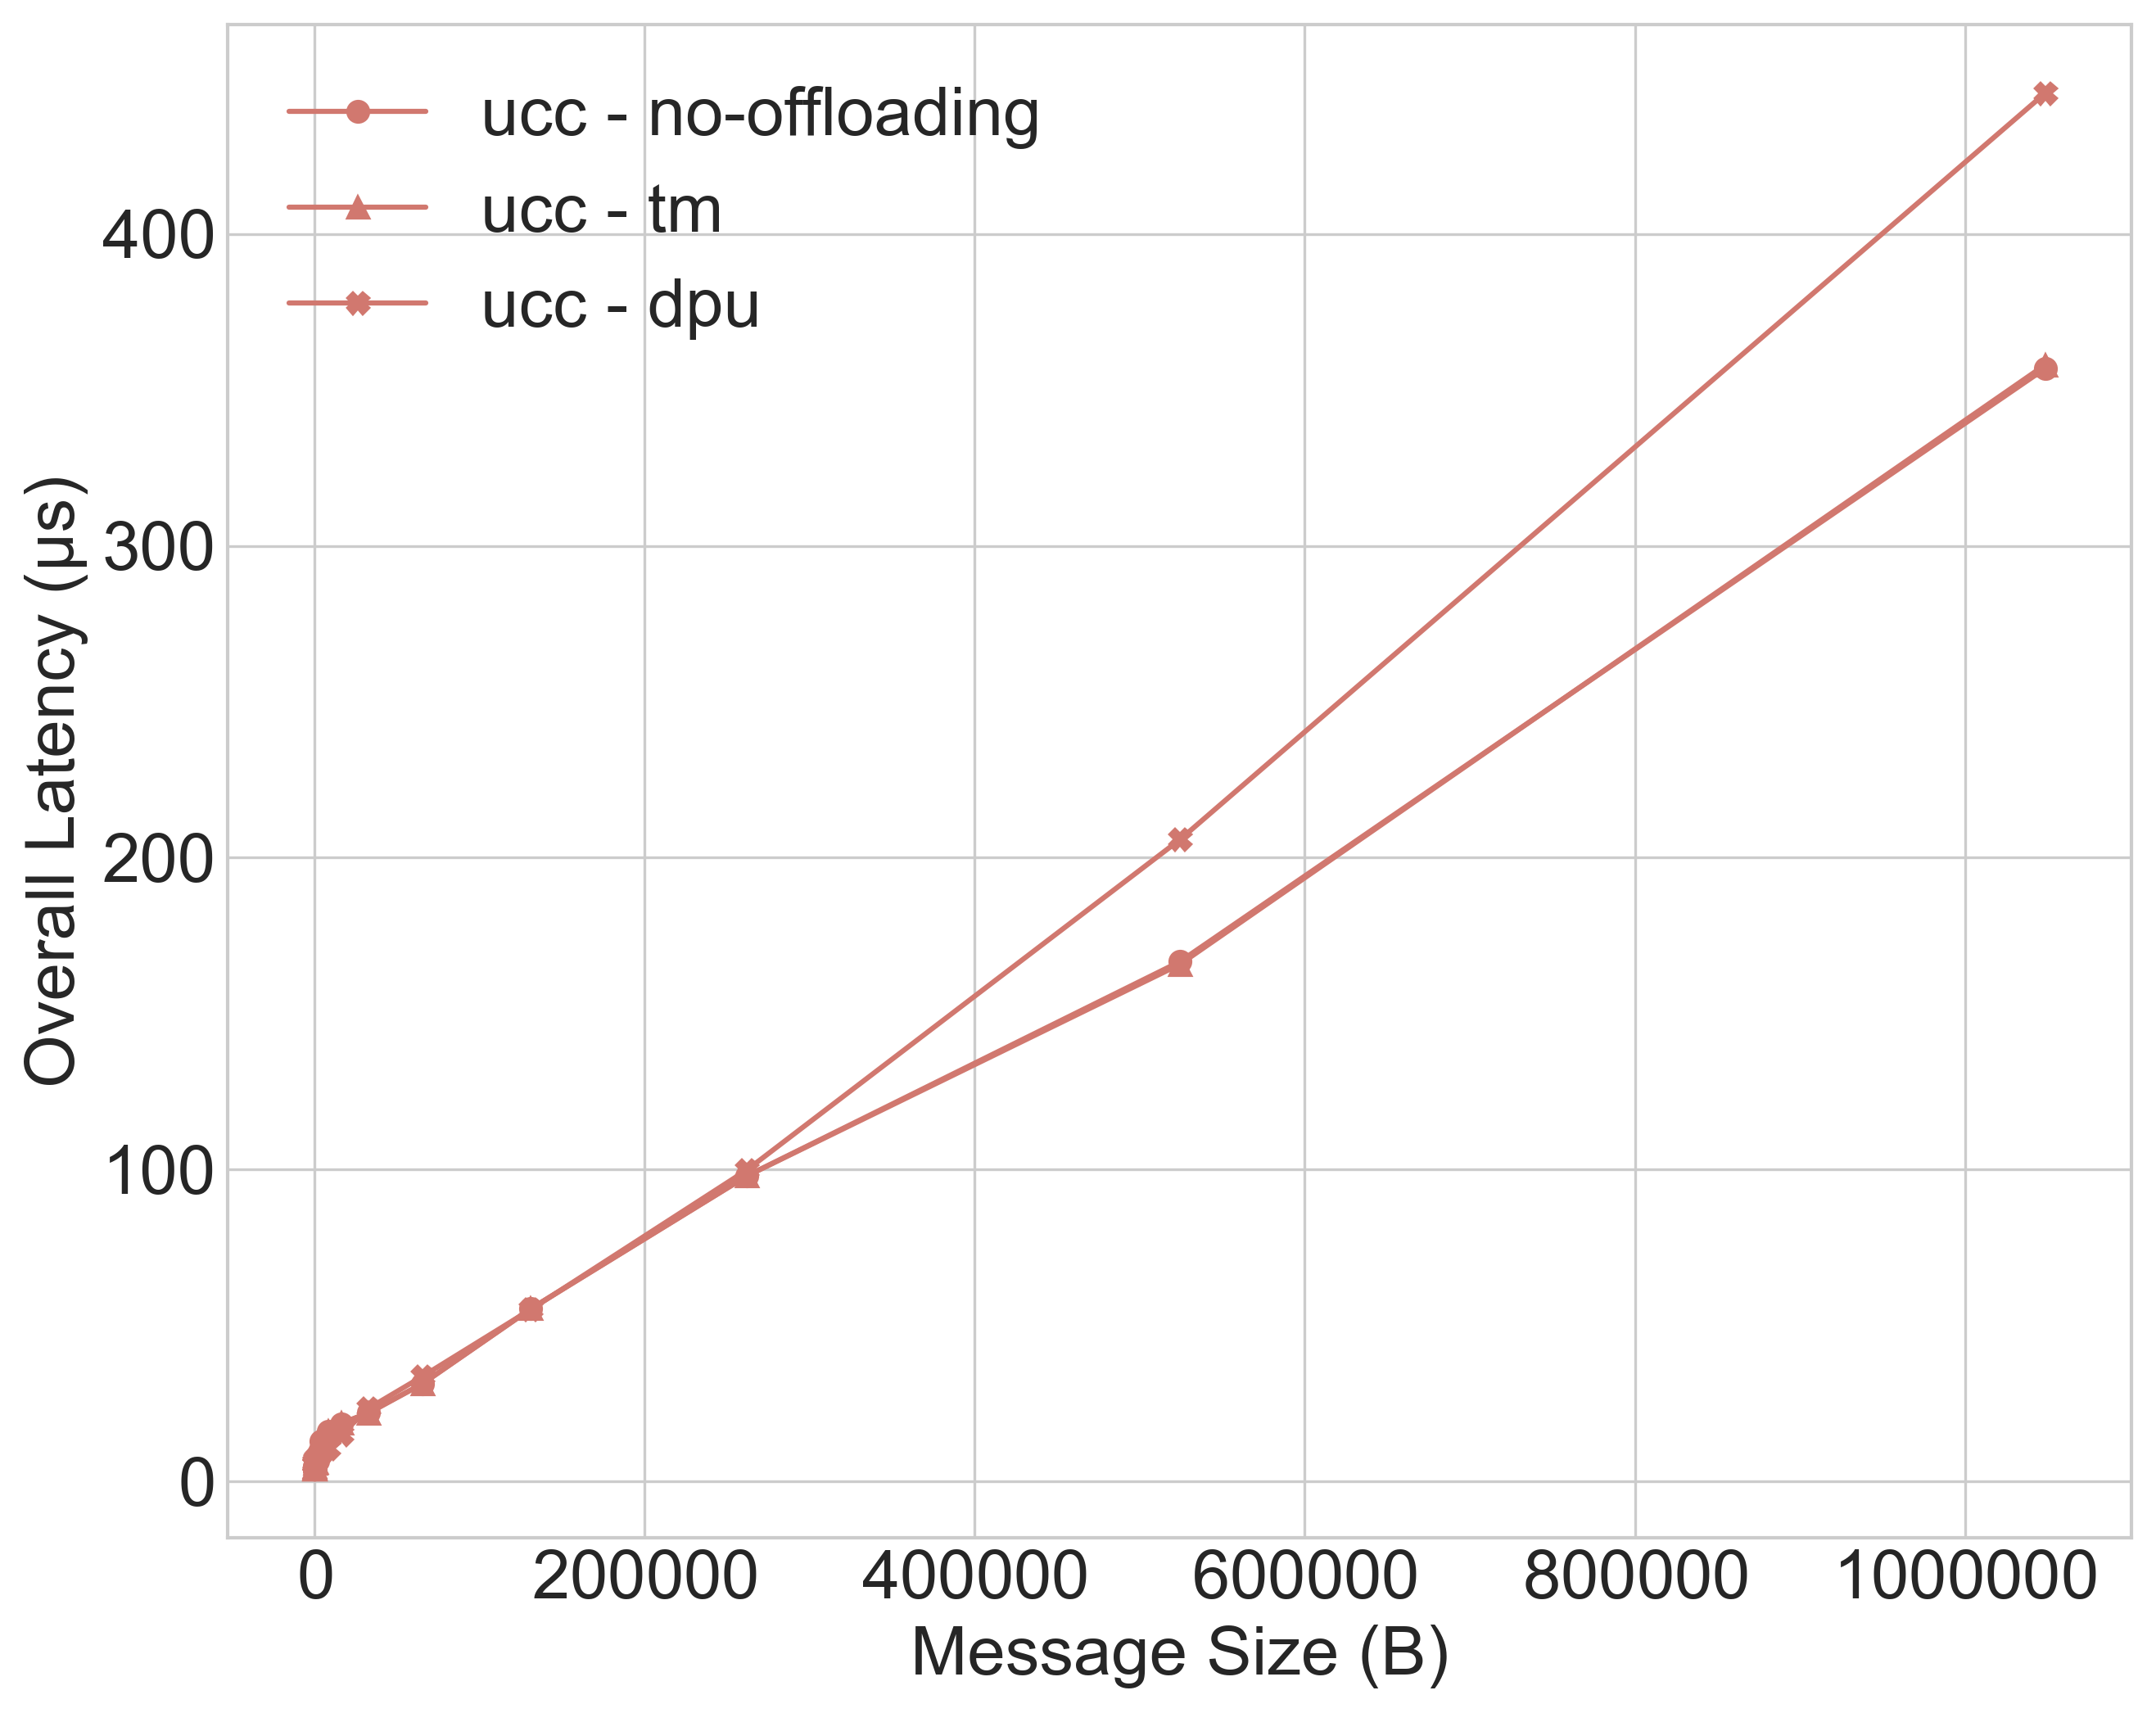 ucc - no-offloading
ucc - tm
ucc - dpu
Overall Latency (µs)
400
300
200
100
0
0
200000
400000
600000
800000
1000000
Message Size (B)